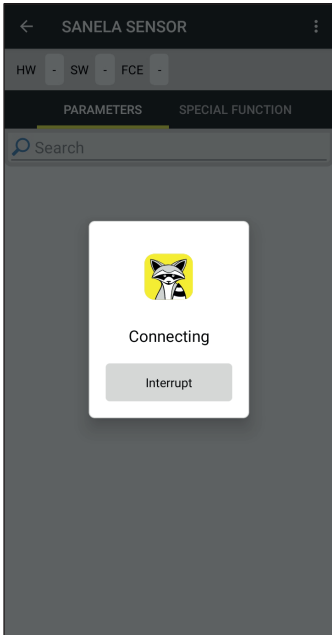 SANELA SENSOR
HW - SW - FCE -
PARAMETERS SPECIAL FUNCTION
Search
Connecting
Interrupt